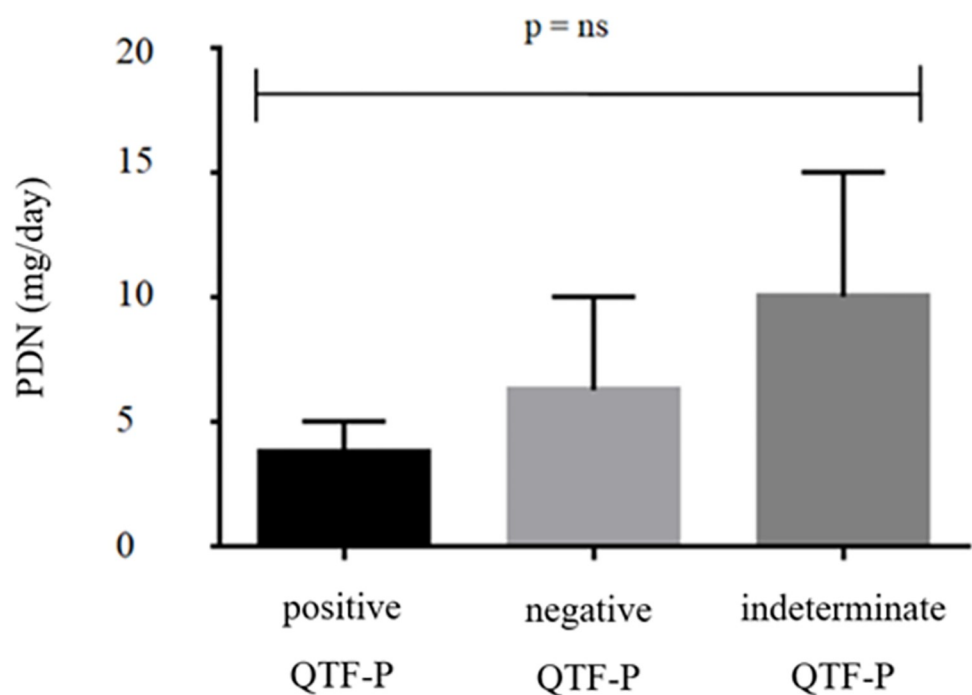 p = ns
20
15
10
5
0
PDN (mg/day)
positive negative indeterminate
QTF-P QTF-P QTF-P